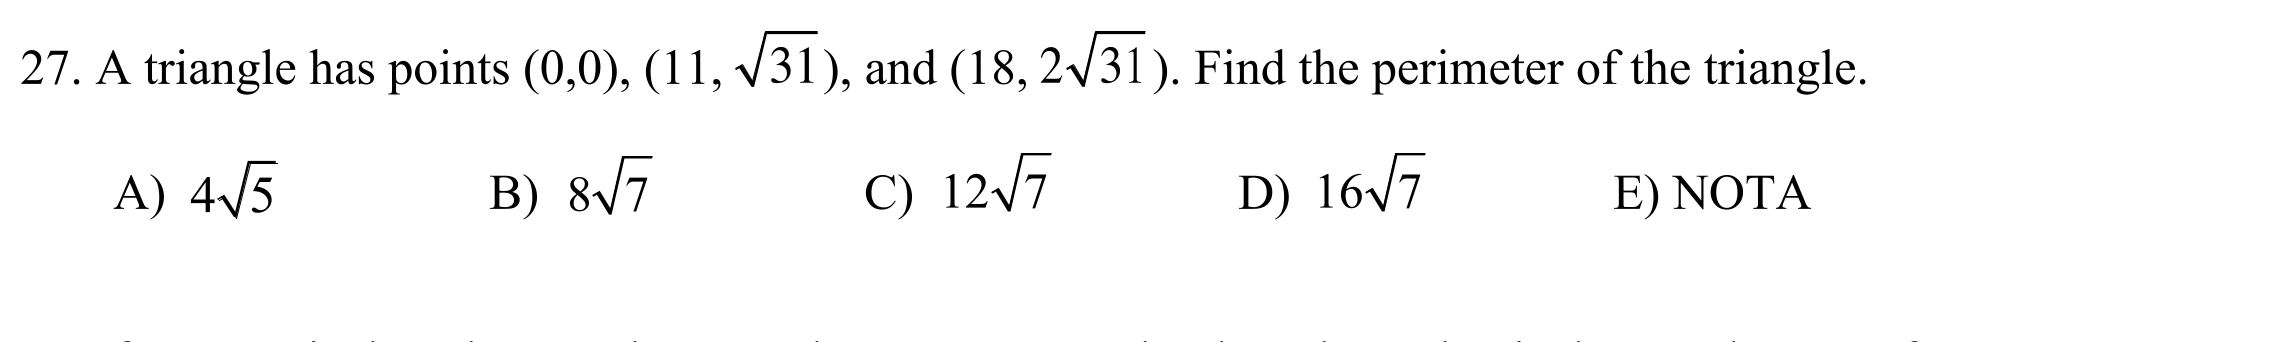 27. A triangle has points (0,0), (11, √31), and (18, 2√31). Find the perimeter of the triangle.
A) 4√5 B) 8√7 C) 12√7 D) 16√7 E) NOTA